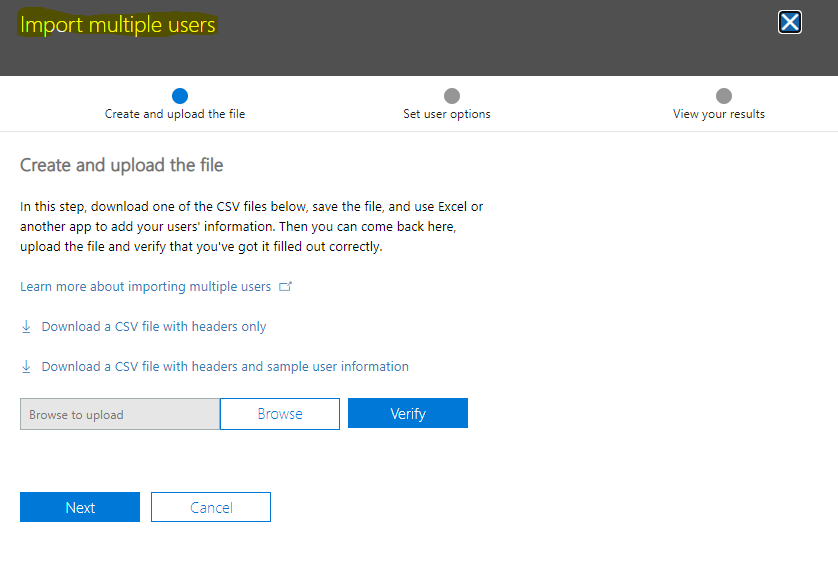 Import multiple users
Create and upload the file
Set user options
View your results
Create and upload the file
In this step, download one of the CSV files below, save the file, and use Excel or
another app to add your users' information. Then you can come back here,
upload the file and verify that you've got it filled out correctly.
Learn more about importing multiple users
Download a CSV file with headers only
Download a CSV file with headers and sample user information
Browse to upload
Browse
Verify
Next
Cancel